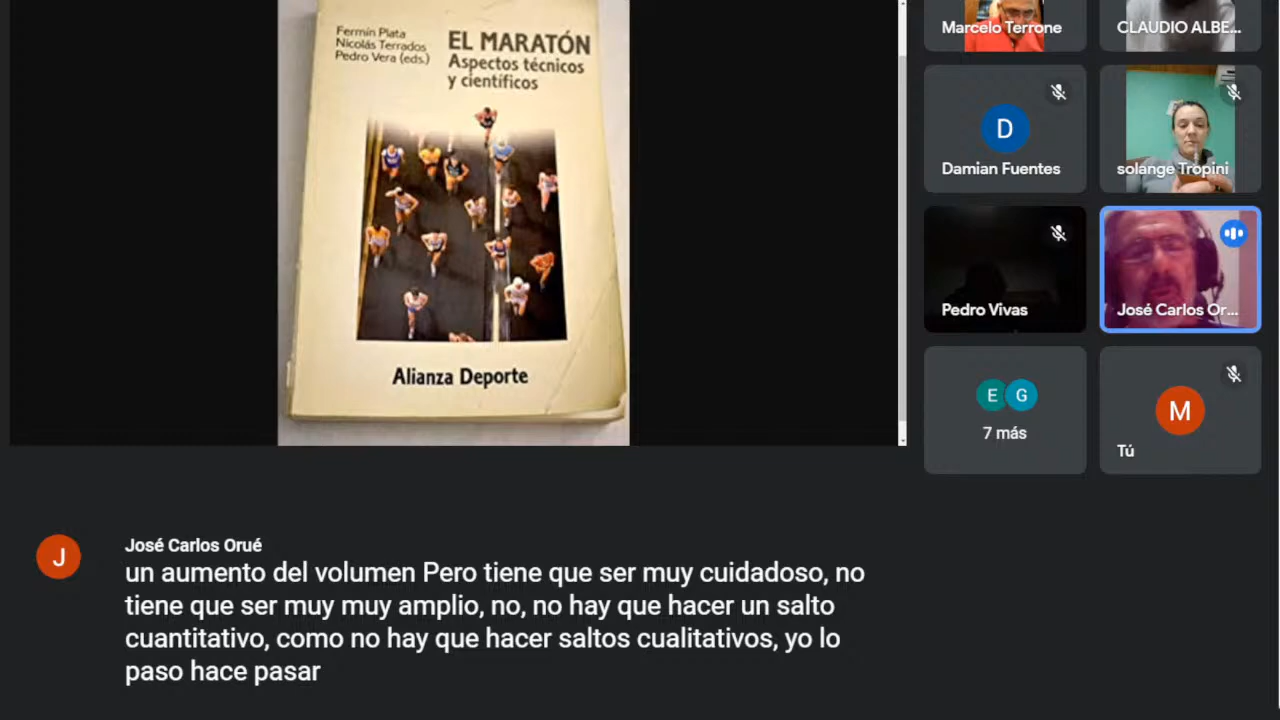 Fermín Plata
Nicolás Terrados
Pedro Vera (eds.)
EL MARATÓN
Aspectos técnicos
y científicos
Alianza Deporte
Marcelo Terrone
CLAUDIO ALBE...
D
Damian Fuentes
solange Tropini
Pedro Vivas
José Carlos Or...
E G
7 más
M
Tú
J
José Carlos Orué
un aumento del volumen Pero tiene que ser muy cuidadoso, no
tiene que ser muy muy amplio, no, no hay que hacer un salto
cuantitativo, como no hay que hacer saltos cualitativos, yo lo
paso hace pasar